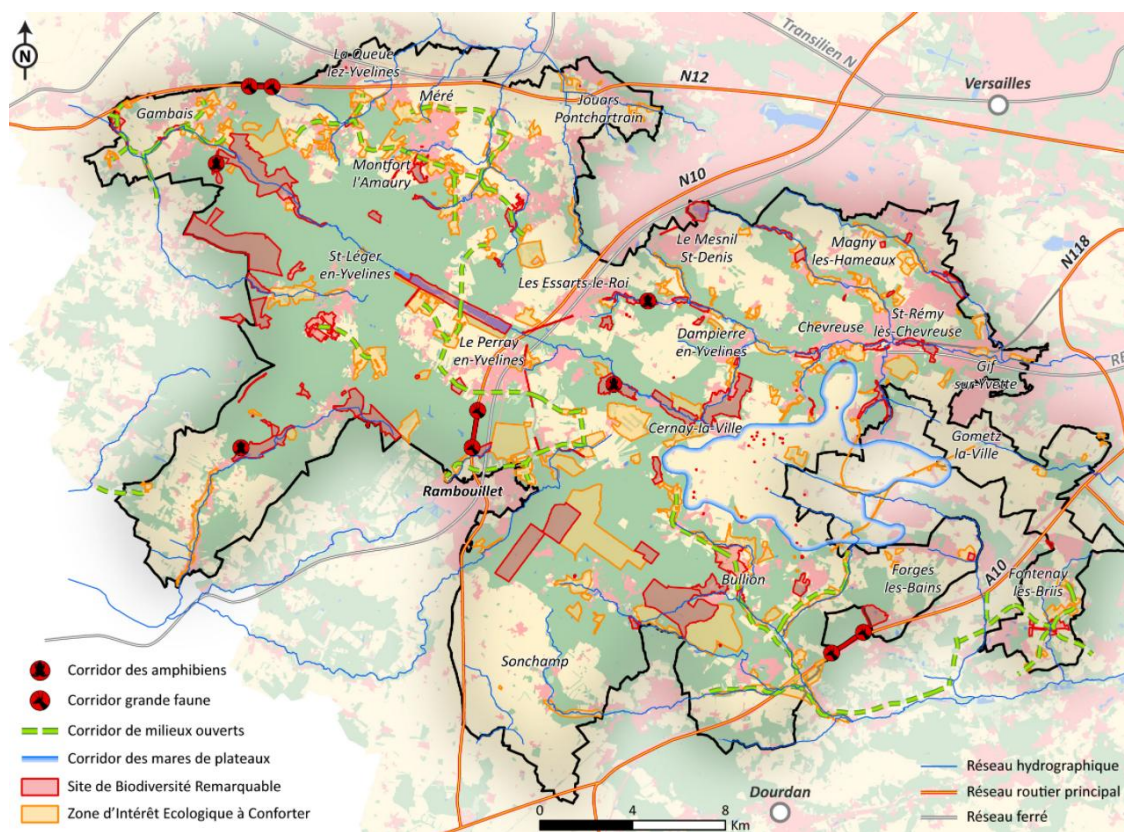 N
La Queue
lez-Yvelines
Transilien N
N12
Versailles
Gambais
Méré
Jouars
Pontchartrain
Montfort
l'Amaury
N10
Le Mesnil
St-Denis
Magny
les-Hameaux
N118
St-Léger
en-Yvelines
Les Essarts-le-Roi
Chevreuse
St-Rémy
lès-Chevreuse
Le Perray
en-Yvelines
Dampierre
en-Yvelines
Gif
sur-Yvette
Cernay-la-Ville
Gometz
la-Ville
Rambouillet
Bullion
Forges
les-Bains
A10
Fontenay
les-Briis
Sonchamp
Corridor des amphibiens
Corridor grande faune
Corridor de milieux ouverts
Corridor des mares de plateaux
Site de Biodiversité Remarquable
Zone d'Intérêt Ecologique à Conforter
Dourdan
0 4 8
Km
Réseau hydrographique
Réseau routier principal
Réseau ferré